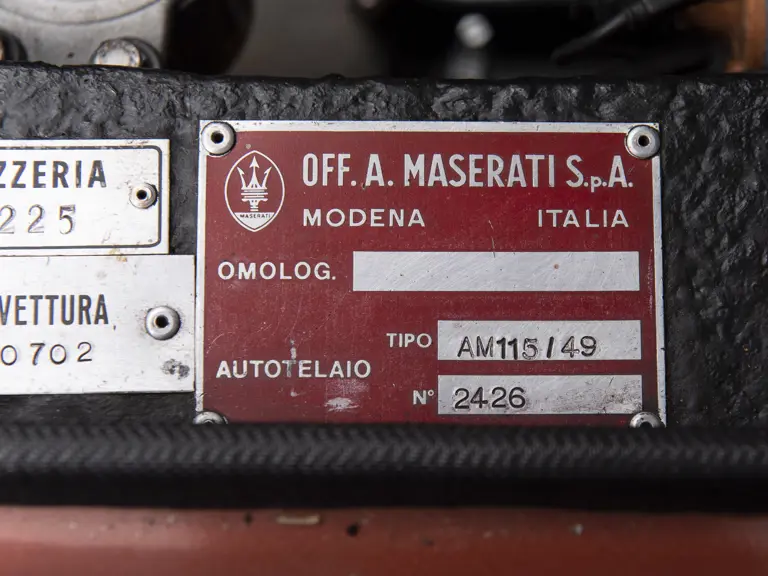 ZZERIA
225
VETTURA
0702
MASERATI
OFF. A. MASERATI S.p.A.
MODENA ITALIA
OMOLOG.
TIPO AM115/49
AUTOTELAIO
N° 2426